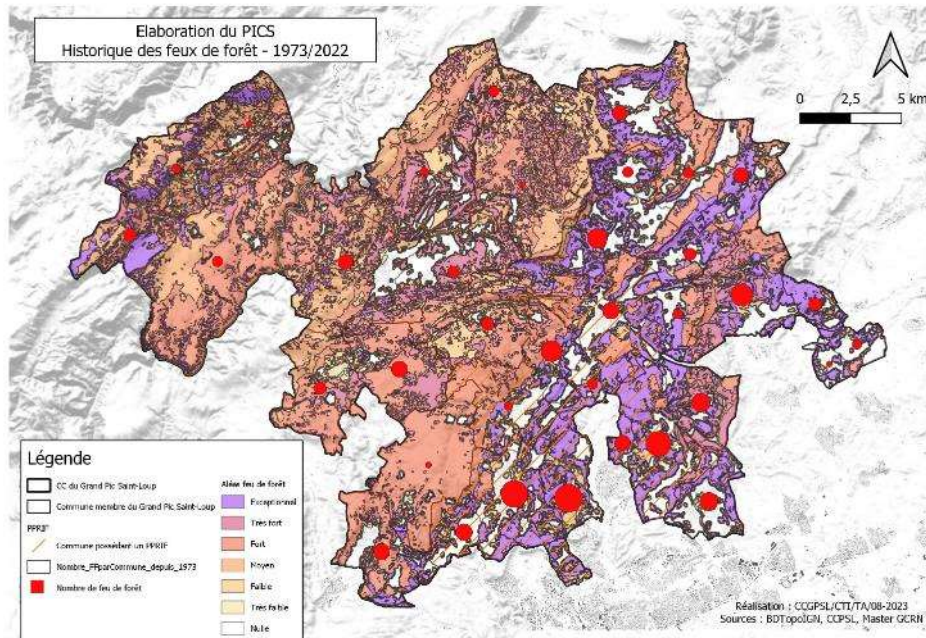 Elaboration du PICS
Historique des feux de forêt - 1973/2022
0 2,5 5 km
Légende
CC du Grand Pic Saint-Loup
Commune membre du Grand Pic Saint-Loup
PPRIF
Commune possédant un PPRIF
Nombre_FFparCommune_depuis_1973
Nombre de feu de forêt
Aléas feu de forêt
Exceptionnel
Très fort
Fort
Moyen
Faible
Très faible
Nulle
Réalisation : CCGPSL/CTI/TA/08-2023
Sources : BDTopoIGN, CCPSL, Master GCRN